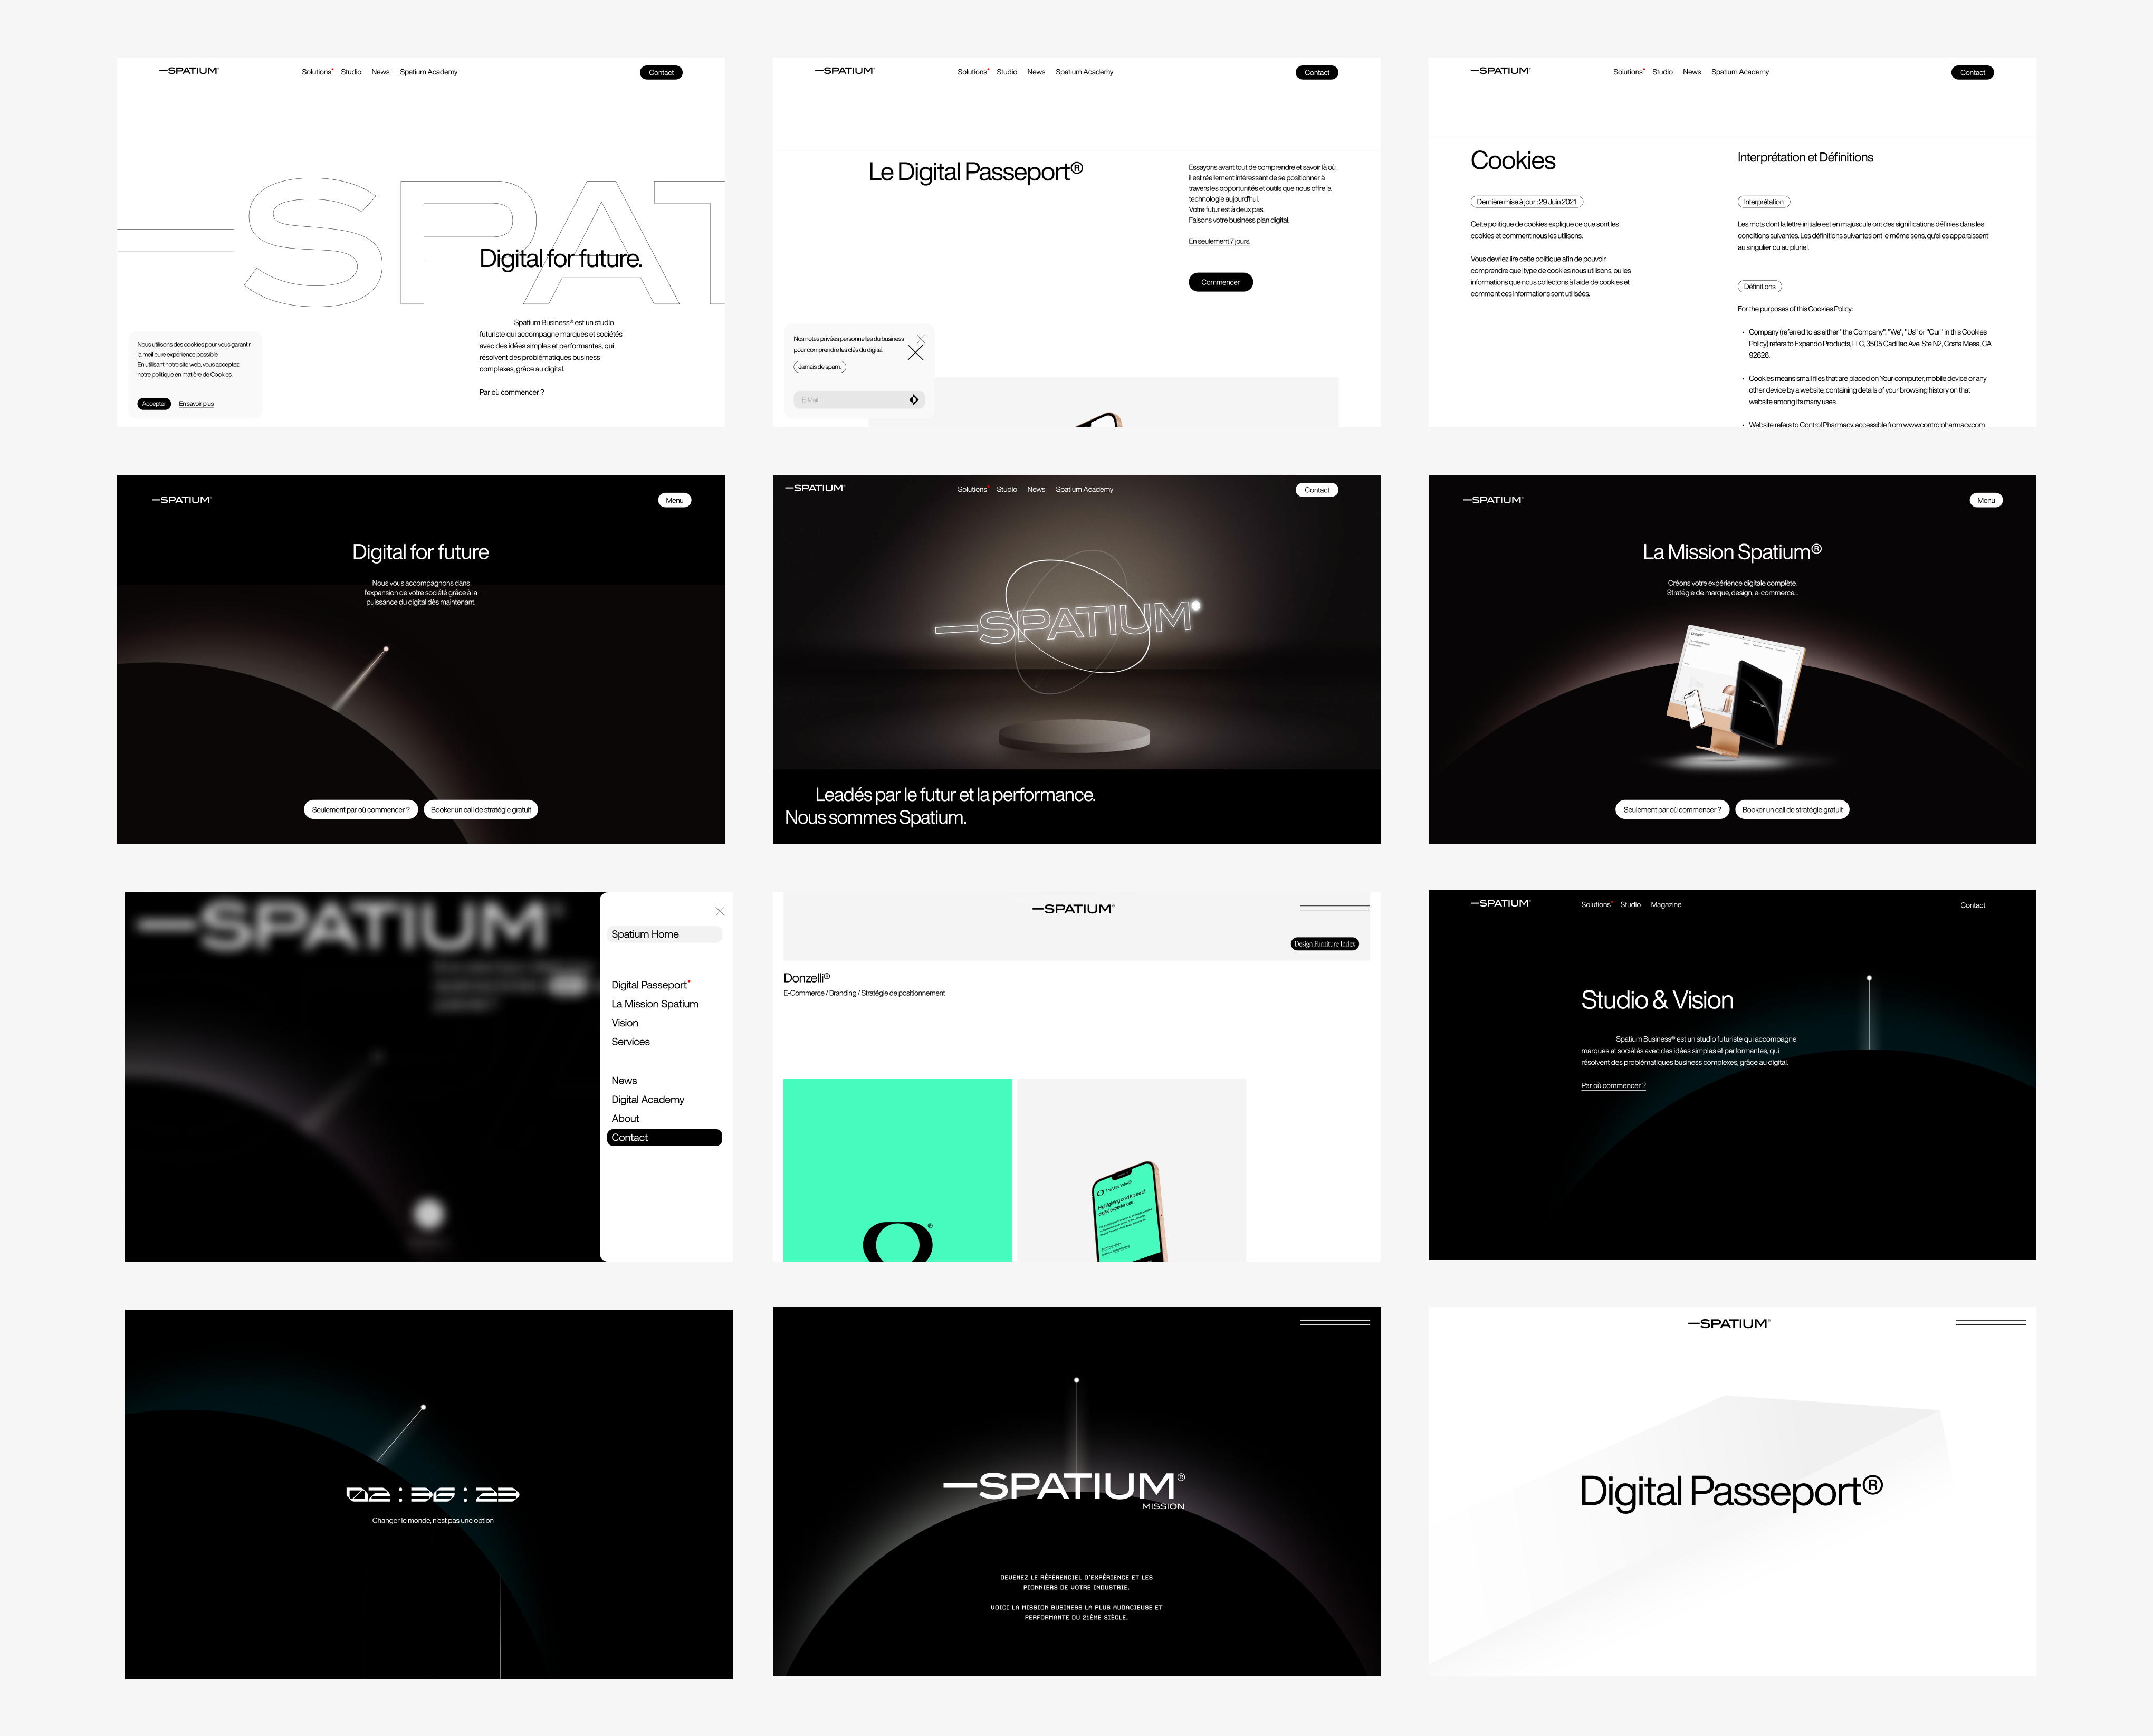 —SPATIUM®
Solutions
Studio
News
Spatium Academy
Contact
—SPAT
Digital for future.
Spatium Business® est un studio
futuriste qui accompagne marques et sociétés
avec des idées simples et performantes, qui
résolvent des problématiques business
complexes, grâce au digital.
Par où commencer ?
Nous utilisons des cookies pour vous garantir
la meilleure expérience possible.
En utilisant notre site web, vous acceptez
notre politique en matière de Cookies.
Accepter
En savoir plus
—SPATIUM®
Solutions
Studio
News
Spatium Academy
Contact
Le Digital Passeport®
Essayons avant tout de comprendre et savoir là où
il est réellement intéressant de se positionner à
travers les opportunités et outils que nous offre la
technologie aujourd'hui.
Votre futur est à deux pas.
Faisons votre business plan digital.
En seulement 7 jours.
Commencer
Nos notes privées personnelles du business
pour comprendre les clés du digital.
Jamais de spam.
E-Mail
—SPATIUM®
Solutions
Studio
News
Spatium Academy
Contact
Cookies
Dernière mise à jour : 29 Juin 2021
Cette politique de cookies explique ce que sont les
cookies et comment nous les utilisons.
Vous devriez lire cette politique afin de pouvoir
comprendre quel type de cookies nous utilisons, ou les
informations que nous collectons à l'aide de cookies et
comment ces informations sont utilisées.
Interprétation et Définitions
Interprétation
Les mots dont la lettre initiale est en majuscule ont des significations définies dans les
conditions suivantes. Les définitions suivantes ont le même sens, qu'elles apparaissent
au singulier ou au pluriel.
Définitions
For the purposes of this Cookies Policy:
• Company (referred to as either "the Company", "We", "Us" or "Our" in this Cookies
Policy) refers to Expando Products, LLC, 3505 Cadillac Ave. Ste N2, Costa Mesa, CA
92626.
• Cookies means small files that are placed on Your computer, mobile device or any
other device by a website, containing details of your browsing history on that
website among its many uses.
• Website refers to Control Pharmacy, accessible from www.controlpharmacy.com
—SPATIUM®
Menu
Digital for future
Nous vous accompagnons dans
l'expansion de votre société grâce à la
puissance du digital dès maintenant.
Seulement par où commencer ?
Booker un call de stratégie gratuit
—SPATIUM®
Solutions
Studio
News
Spatium Academy
Contact
—SPATIUM
Leadés par le futur et la performance.
Nous sommes Spatium.
—SPATIUM®
Menu
La Mission Spatium®
Créons votre expérience digitale complète.
Stratégie de marque, design, e-commerce...
Donzelli®
Seulement par où commencer ?
Booker un call de stratégie gratuit
—SPATIUM®
Spatium Home
Digital Passeport
La Mission Spatium
Vision
Services
News
Digital Academy
About
Contact
—SPATIUM®
Design Furniture Index
Donzelli®
E-Commerce / Branding / Stratégie de positionnement
O®
Highlighting bold future of
digital experiences
—SPATIUM®
Solutions
Studio
Magazine
Contact
Studio & Vision
Spatium Business® est un studio futuriste qui accompagne
marques et sociétés avec des idées simples et performantes, qui
résolvent des problématiques business complexes, grâce au digital.
Par où commencer ?
02 : 36 : 23
Changer le monde, n'est pas une option
—SPATIUM®
MISSION
DEVENEZ LE RÉFÉRENCIEL D'EXPÉRIENCE ET LES
PIONNIERS DE VOTRE INDUSTRIE.
VOICI LA MISSION BUSINESS LA PLUS AUDACIEUSE ET
PERFORMANTE DU 21ÈME SIÈCLE.
—SPATIUM®
Digital Passeport®